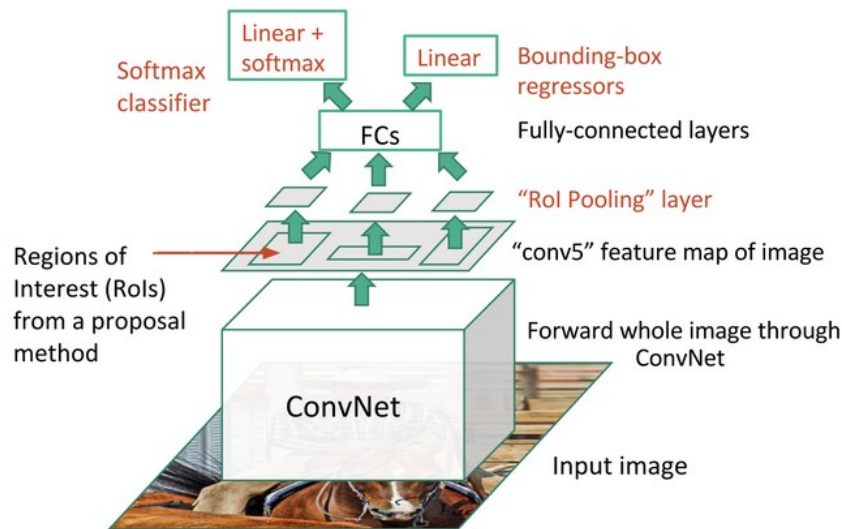 Linear +
softmax
Linear
Softmax
classifier
Bounding-box
regressors
FCs
Fully-connected layers
“RoI Pooling” layer
“conv5” feature map of image
Regions of
Interest (RoIs)
from a proposal
method
Forward whole image through
ConvNet
ConvNet
Input image